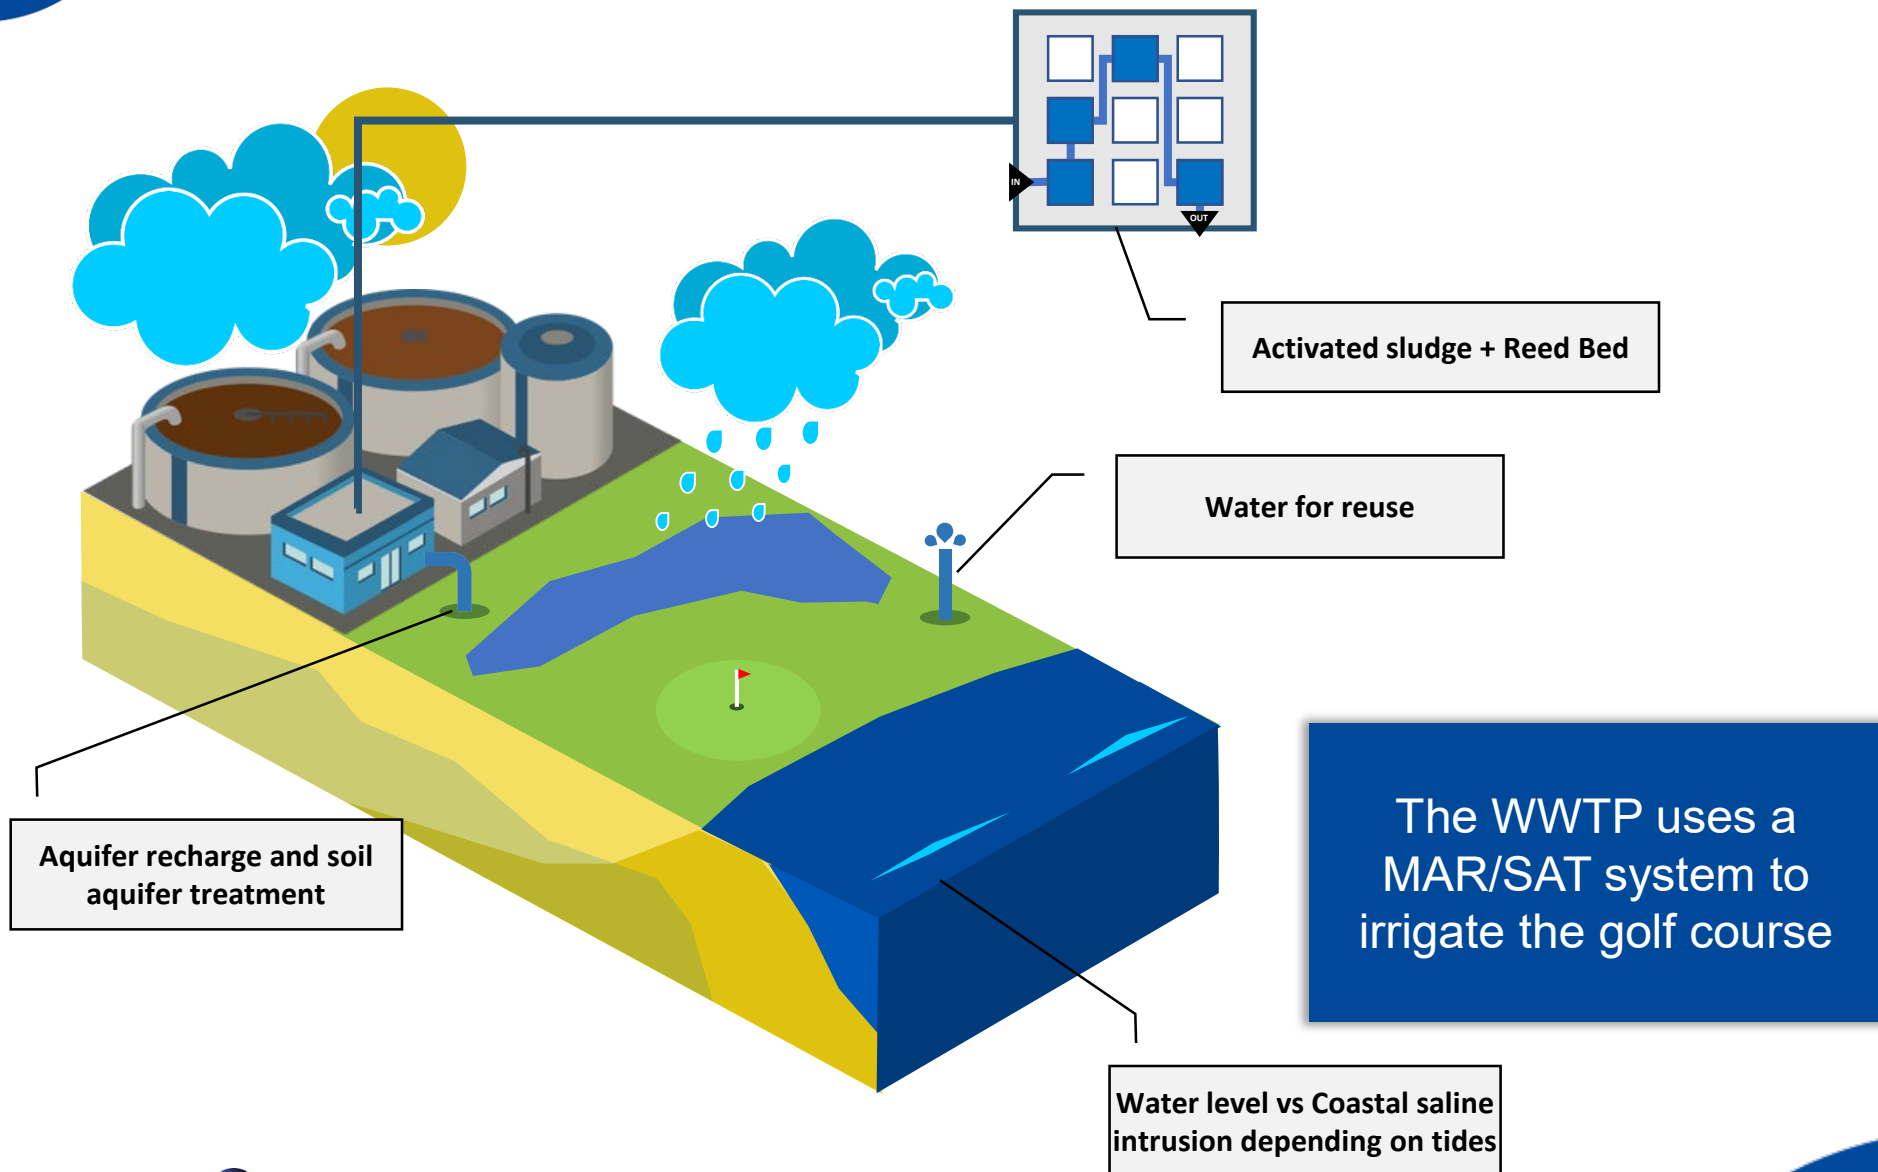 IN
OUT
Activated sludge + Reed Bed
Water for reuse
Aquifer recharge and soil
aquifer treatment
The WWTP uses a
MAR/SAT system to
irrigate the golf course
Water level vs Coastal saline
intrusion depending on tides